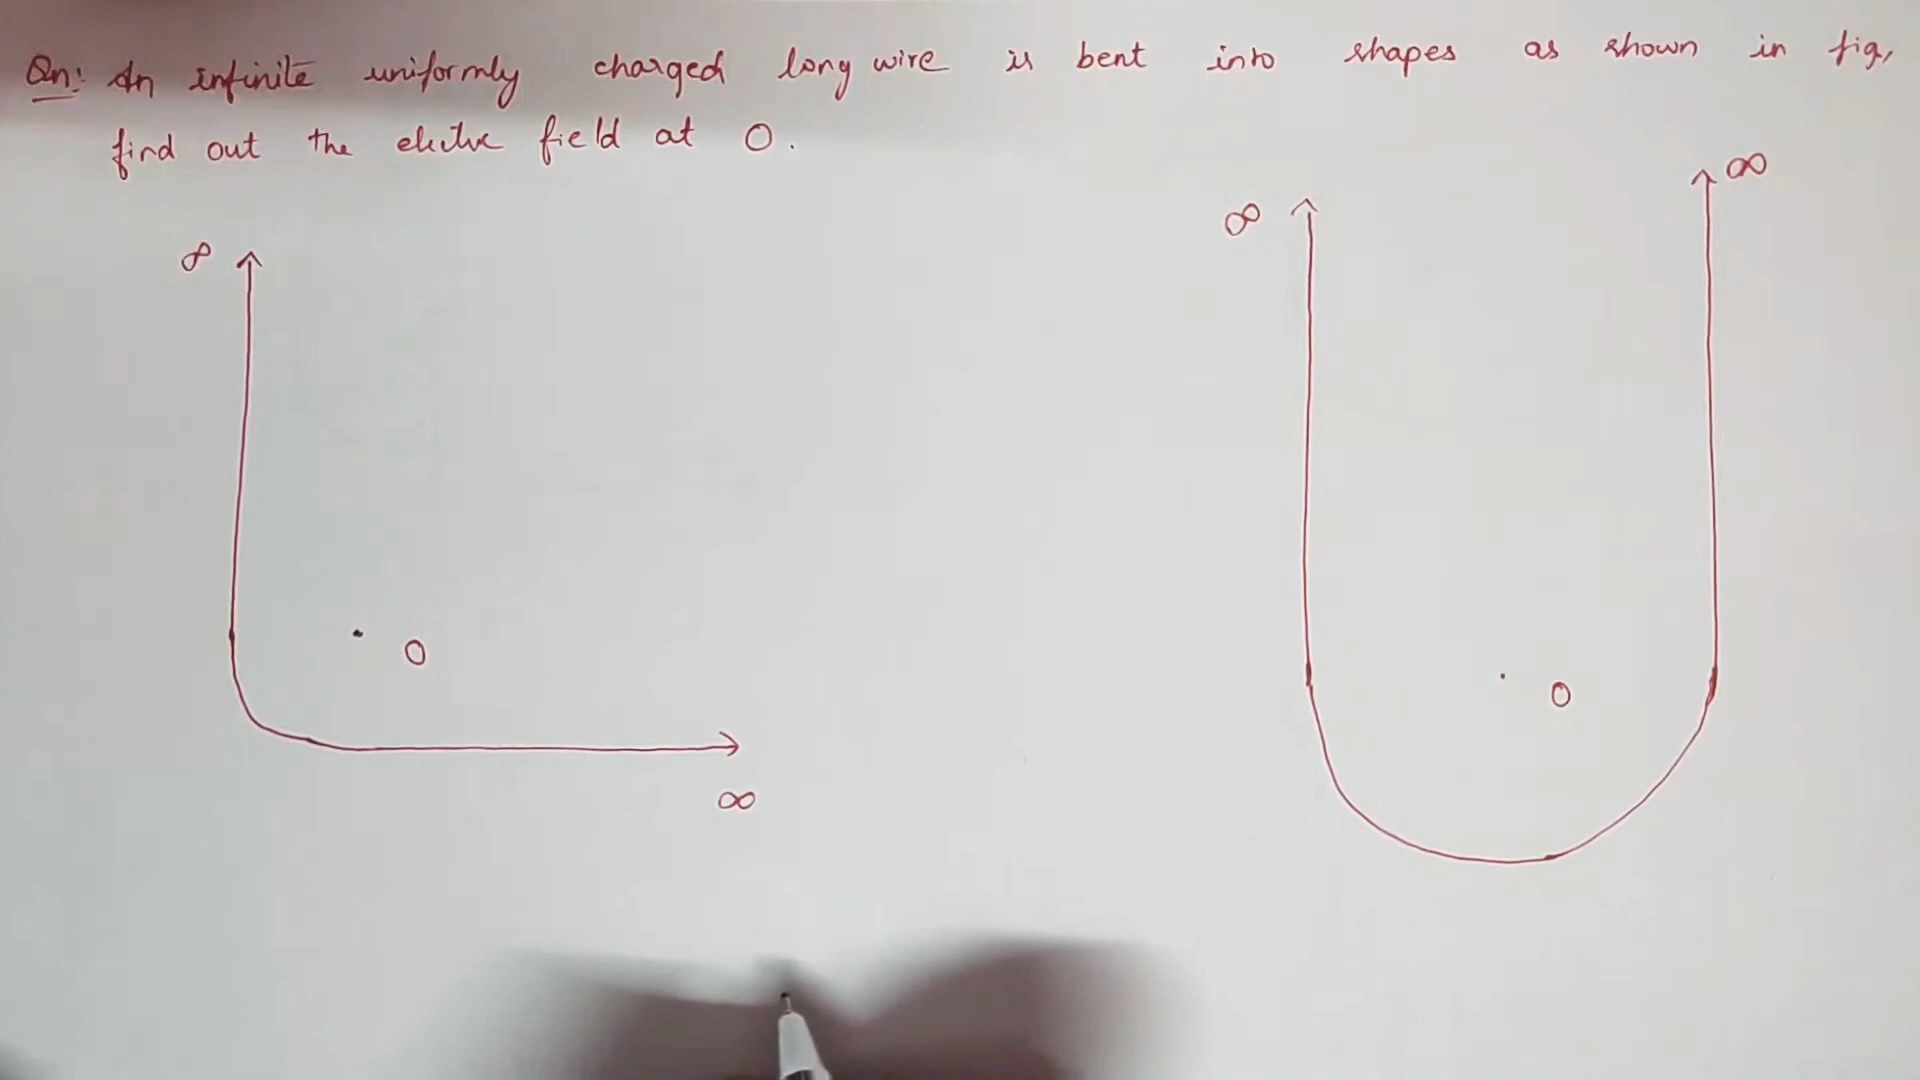 Qn: An infinite uniformly charged long wire is bent into shapes as shown in fig,
find out the electric field at O.
∞
∞
∞
O
O
∞